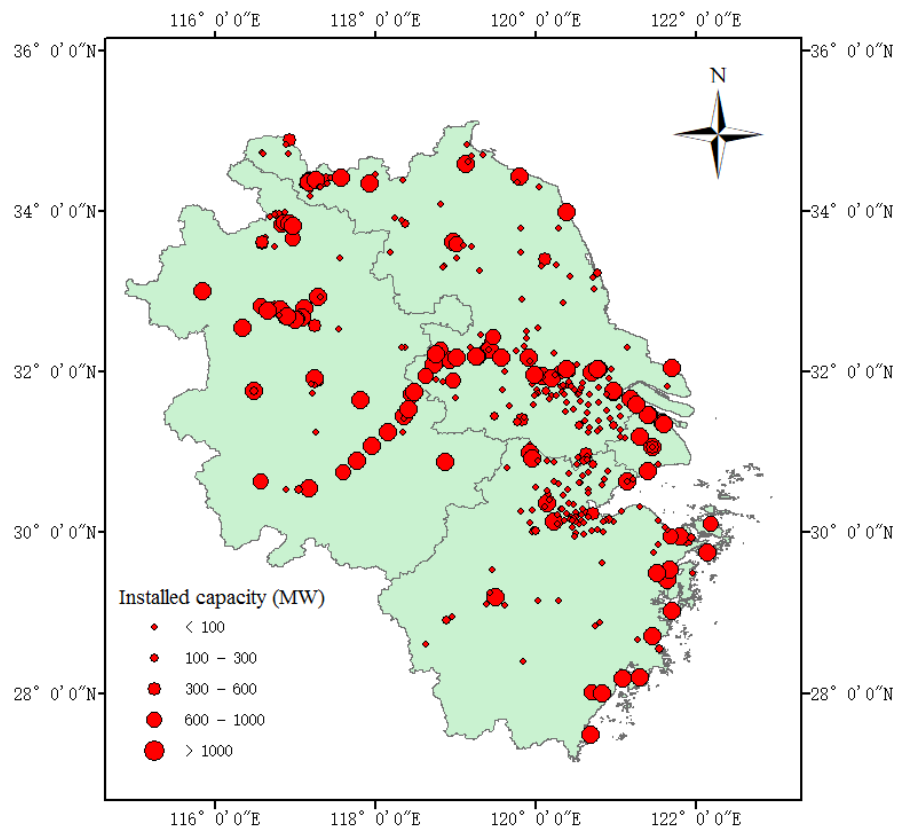 116° 0'0"E 118° 0'0"E 120° 0'0"E 122° 0'0"E
36° 0'0"N 36° 0'0"N
N
34° 0'0"N 34° 0'0"N
32° 0'0"N 32° 0'0"N
30° 0'0"N 30° 0'0"N
Installed capacity (MW)
< 100
100 - 300
300 - 600
28° 0'0"N 28° 0'0"N
600 - 1000
> 1000
116° 0'0"E 118° 0'0"E 120° 0'0"E 122° 0'0"E